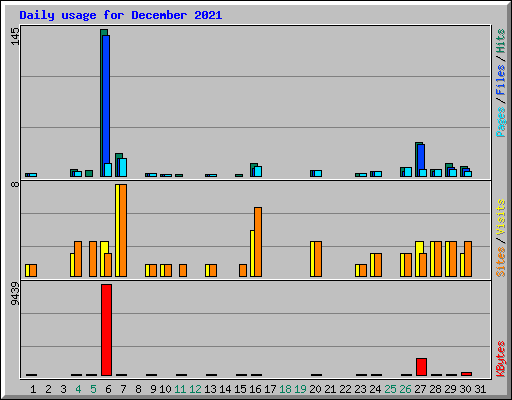 Daily usage for December 2021
145
Pages / Files / Hits
8
Sites / Visits
9439
KBytes
1 2 3 4 5 6 7 8 9 10 11 12 13 14 15 16 17 18 19 20 21 22 23 24 25 26 27 28 29 30 31